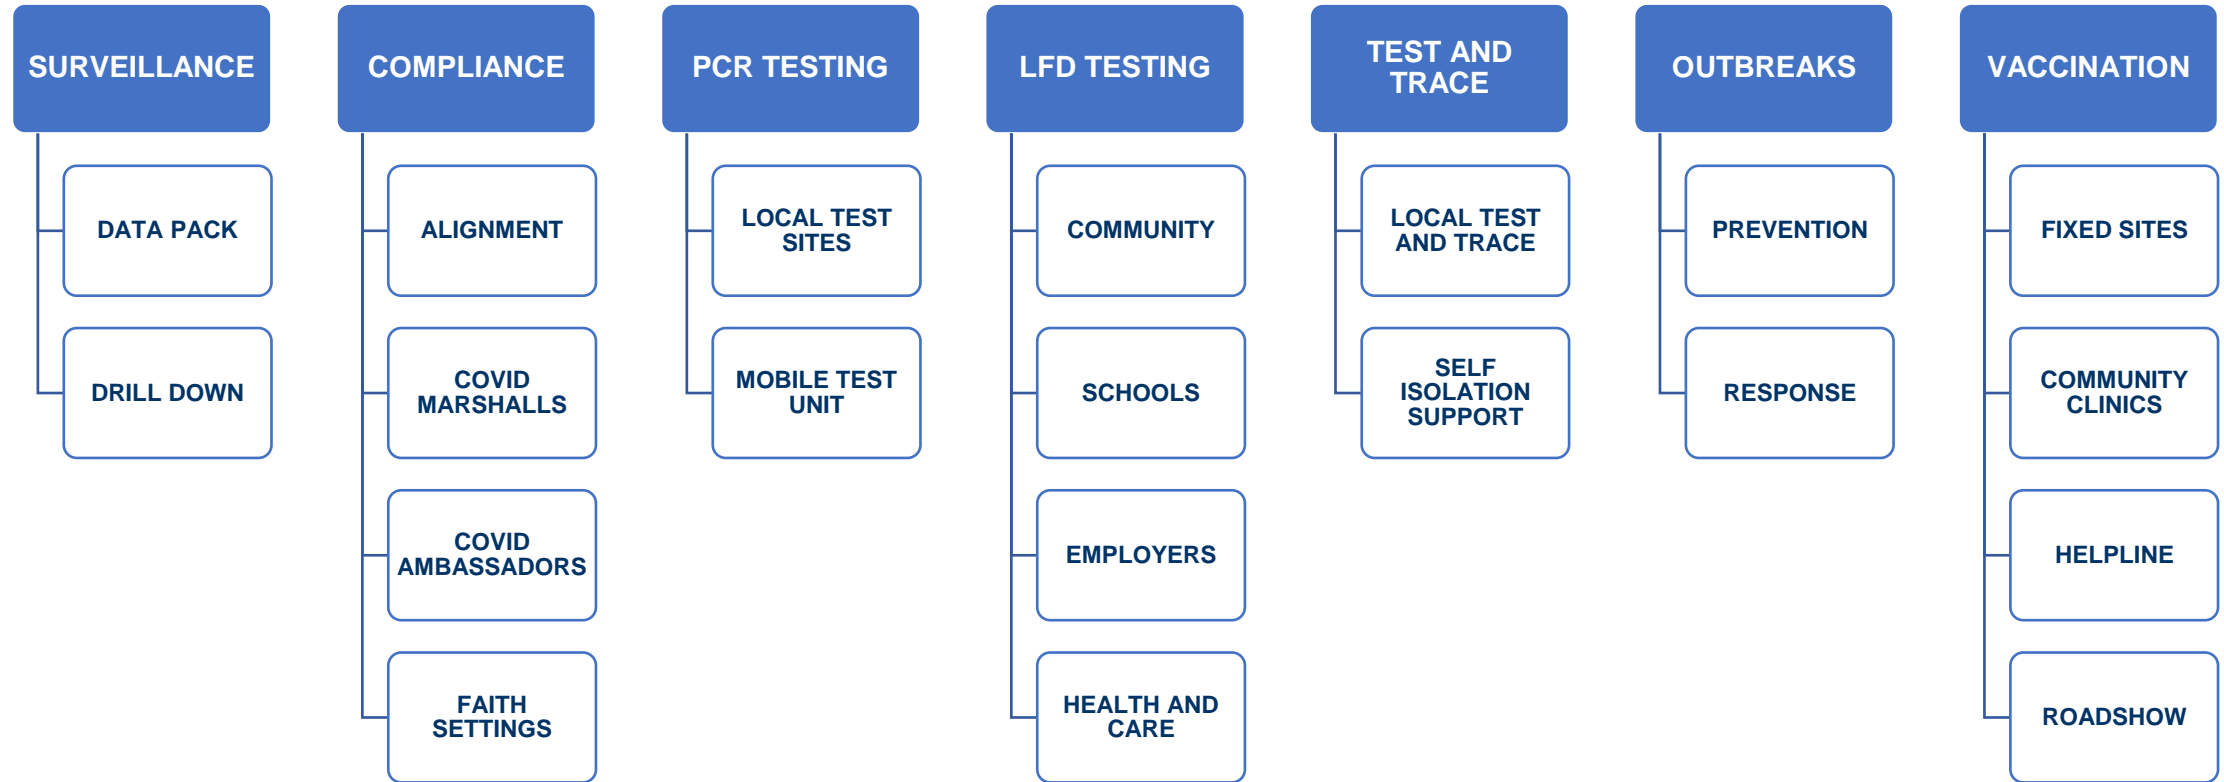 SURVEILLANCE
DATA PACK
DRILL DOWN
COMPLIANCE
ALIGNMENT
COVID
MARSHALLS
COVID
AMBASSADORS
FAITH
SETTINGS
PCR TESTING
LOCAL TEST
SITES
MOBILE TEST
UNIT
LFD TESTING
COMMUNITY
SCHOOLS
EMPLOYERS
HEALTH AND
CARE
TEST AND
TRACE
LOCAL TEST
AND TRACE
SELF
ISOLATION
SUPPORT
OUTBREAKS
PREVENTION
RESPONSE
VACCINATION
FIXED SITES
COMMUNITY
CLINICS
HELPLINE
ROADSHOW